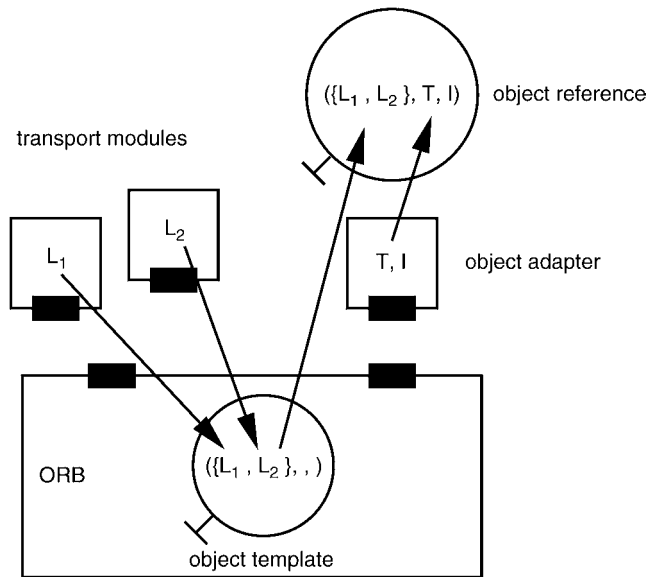 ({L₁ , L₂ }, T, I)
object reference
transport modules
L₁
L₂
T, I
object adapter
ORB
({L₁ , L₂ }, , )
object template